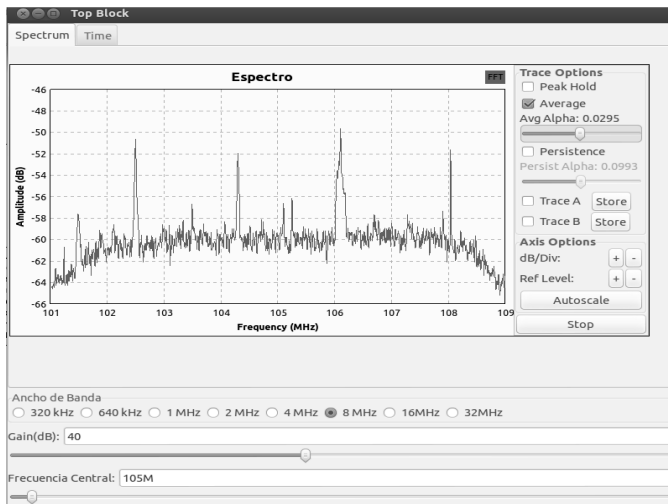 Top Block
Spectrum Time
Espectro
FFT
Amplitude (dB)
-46
-48
-50
-52
-54
-56
-58
-60
-62
-64
-66
101 102 103 104 105 106 107 108 109
Frequency (MHz)
Trace Options
Peak Hold
Average
Avg Alpha: 0.0295
Persistence
Persist Alpha: 0.0993
Trace A Store
Trace B Store
Axis Options
dB/Div: + -
Ref Level: + -
Autoscale
Stop
Ancho de Banda
320 kHz 640 kHz 1 MHz 2 MHz 4 MHz 8 MHz 16MHz 32MHz
Gain(dB): 40
Frecuencia Central: 105M